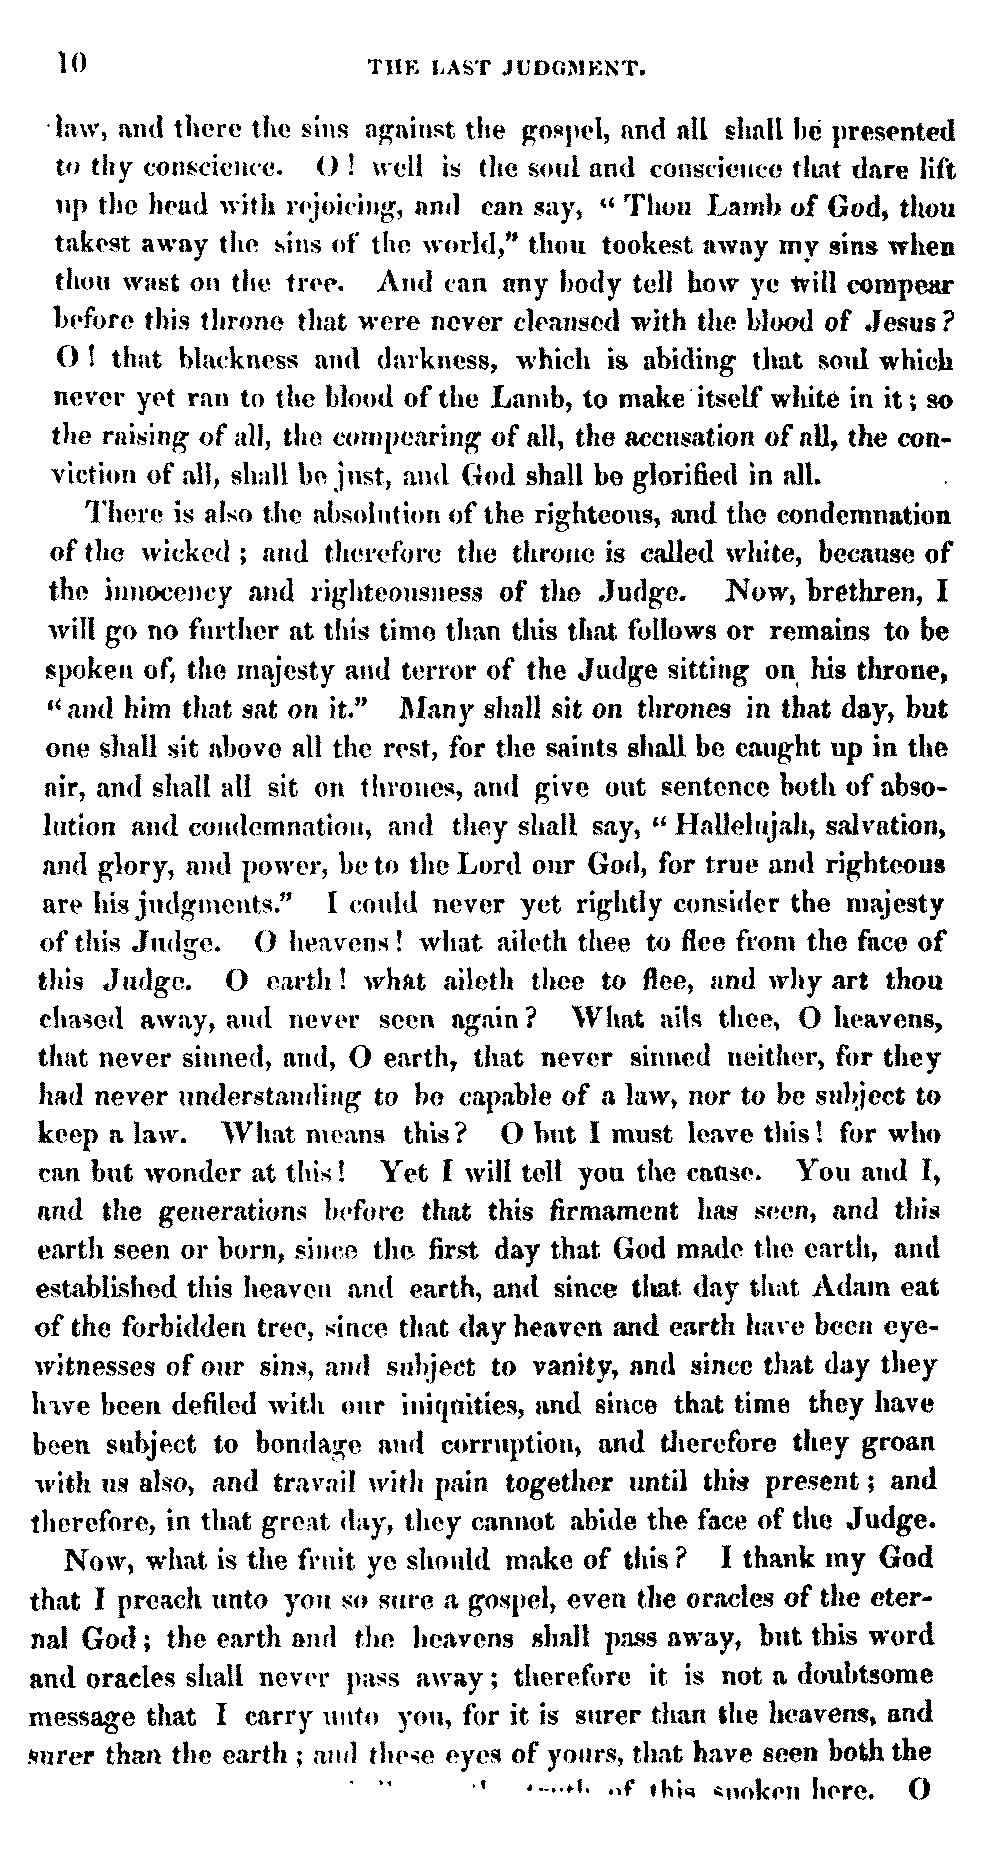 10 THE LAST JUDGMENT.
law, and there the sins against the gospel, and all shall be presented
to thy conscience. O! well is the soul and conscience that dare lift
up the head with rejoicing, and can say, “Thou Lamb of God, thou
takest away the sins of the world,” thou tookest away my sins when
thou wast on the tree. And can any body tell how ye will compear
before this throne that were never cleansed with the blood of Jesus?
O! that blackness and darkness, which is abiding that soul which
never yet ran to the blood of the Lamb, to make itself white in it; so
the raising of all, the compearing of all, the accusation of all, the con-
viction of all, shall be just, and God shall be glorified in all.
There is also the absolution of the righteous, and the condemnation
of the wicked; and therefore the throne is called white, because of
the innocency and righteousness of the Judge. Now, brethren, I
will go no further at this time than this that follows or remains to be
spoken of, the majesty and terror of the Judge sitting on his throne,
“and him that sat on it.” Many shall sit on thrones in that day, but
one shall sit above all the rest, for the saints shall be caught up in the
air, and shall all sit on thrones, and give out sentence both of abso-
lution and condemnation, and they shall say, “Hallelujah, salvation,
and glory, and power, be to the Lord our God, for true and righteous
are his judgments.” I could never yet rightly consider the majesty
of this Judge. O heavens! what aileth thee to flee from the face of
this Judge. O earth! what aileth thee to flee, and why art thou
chased away, and never seen again? What ails thee, O heavens,
that never sinned, and, O earth, that never sinned neither, for they
had never understanding to be capable of a law, nor to be subject to
keep a law. What means this? O but I must leave this! for who
can but wonder at this! Yet I will tell you the cause. You and I,
and the generations before that this firmament has seen, and this
earth seen or born, since the first day that God made the earth, and
established this heaven and earth, and since that day that Adam eat
of the forbidden tree, since that day heaven and earth have been eye-
witnesses of our sins, and subject to vanity, and since that day they
have been defiled with our iniquities, and since that time they have
been subject to bondage and corruption, and therefore they groan
with us also, and travail with pain together until this present; and
therefore, in that great day, they cannot abide the face of the Judge.
Now, what is the fruit ye should make of this? I thank my God
that I preach unto you so sure a gospel, even the oracles of the eter-
nal God; the earth and the heavens shall pass away, but this word
and oracles shall never pass away; therefore it is not a doubtsome
message that I carry unto you, for it is surer than the heavens, and
surer than the earth; and these eyes of yours, that have seen both the
of this spoken here. O